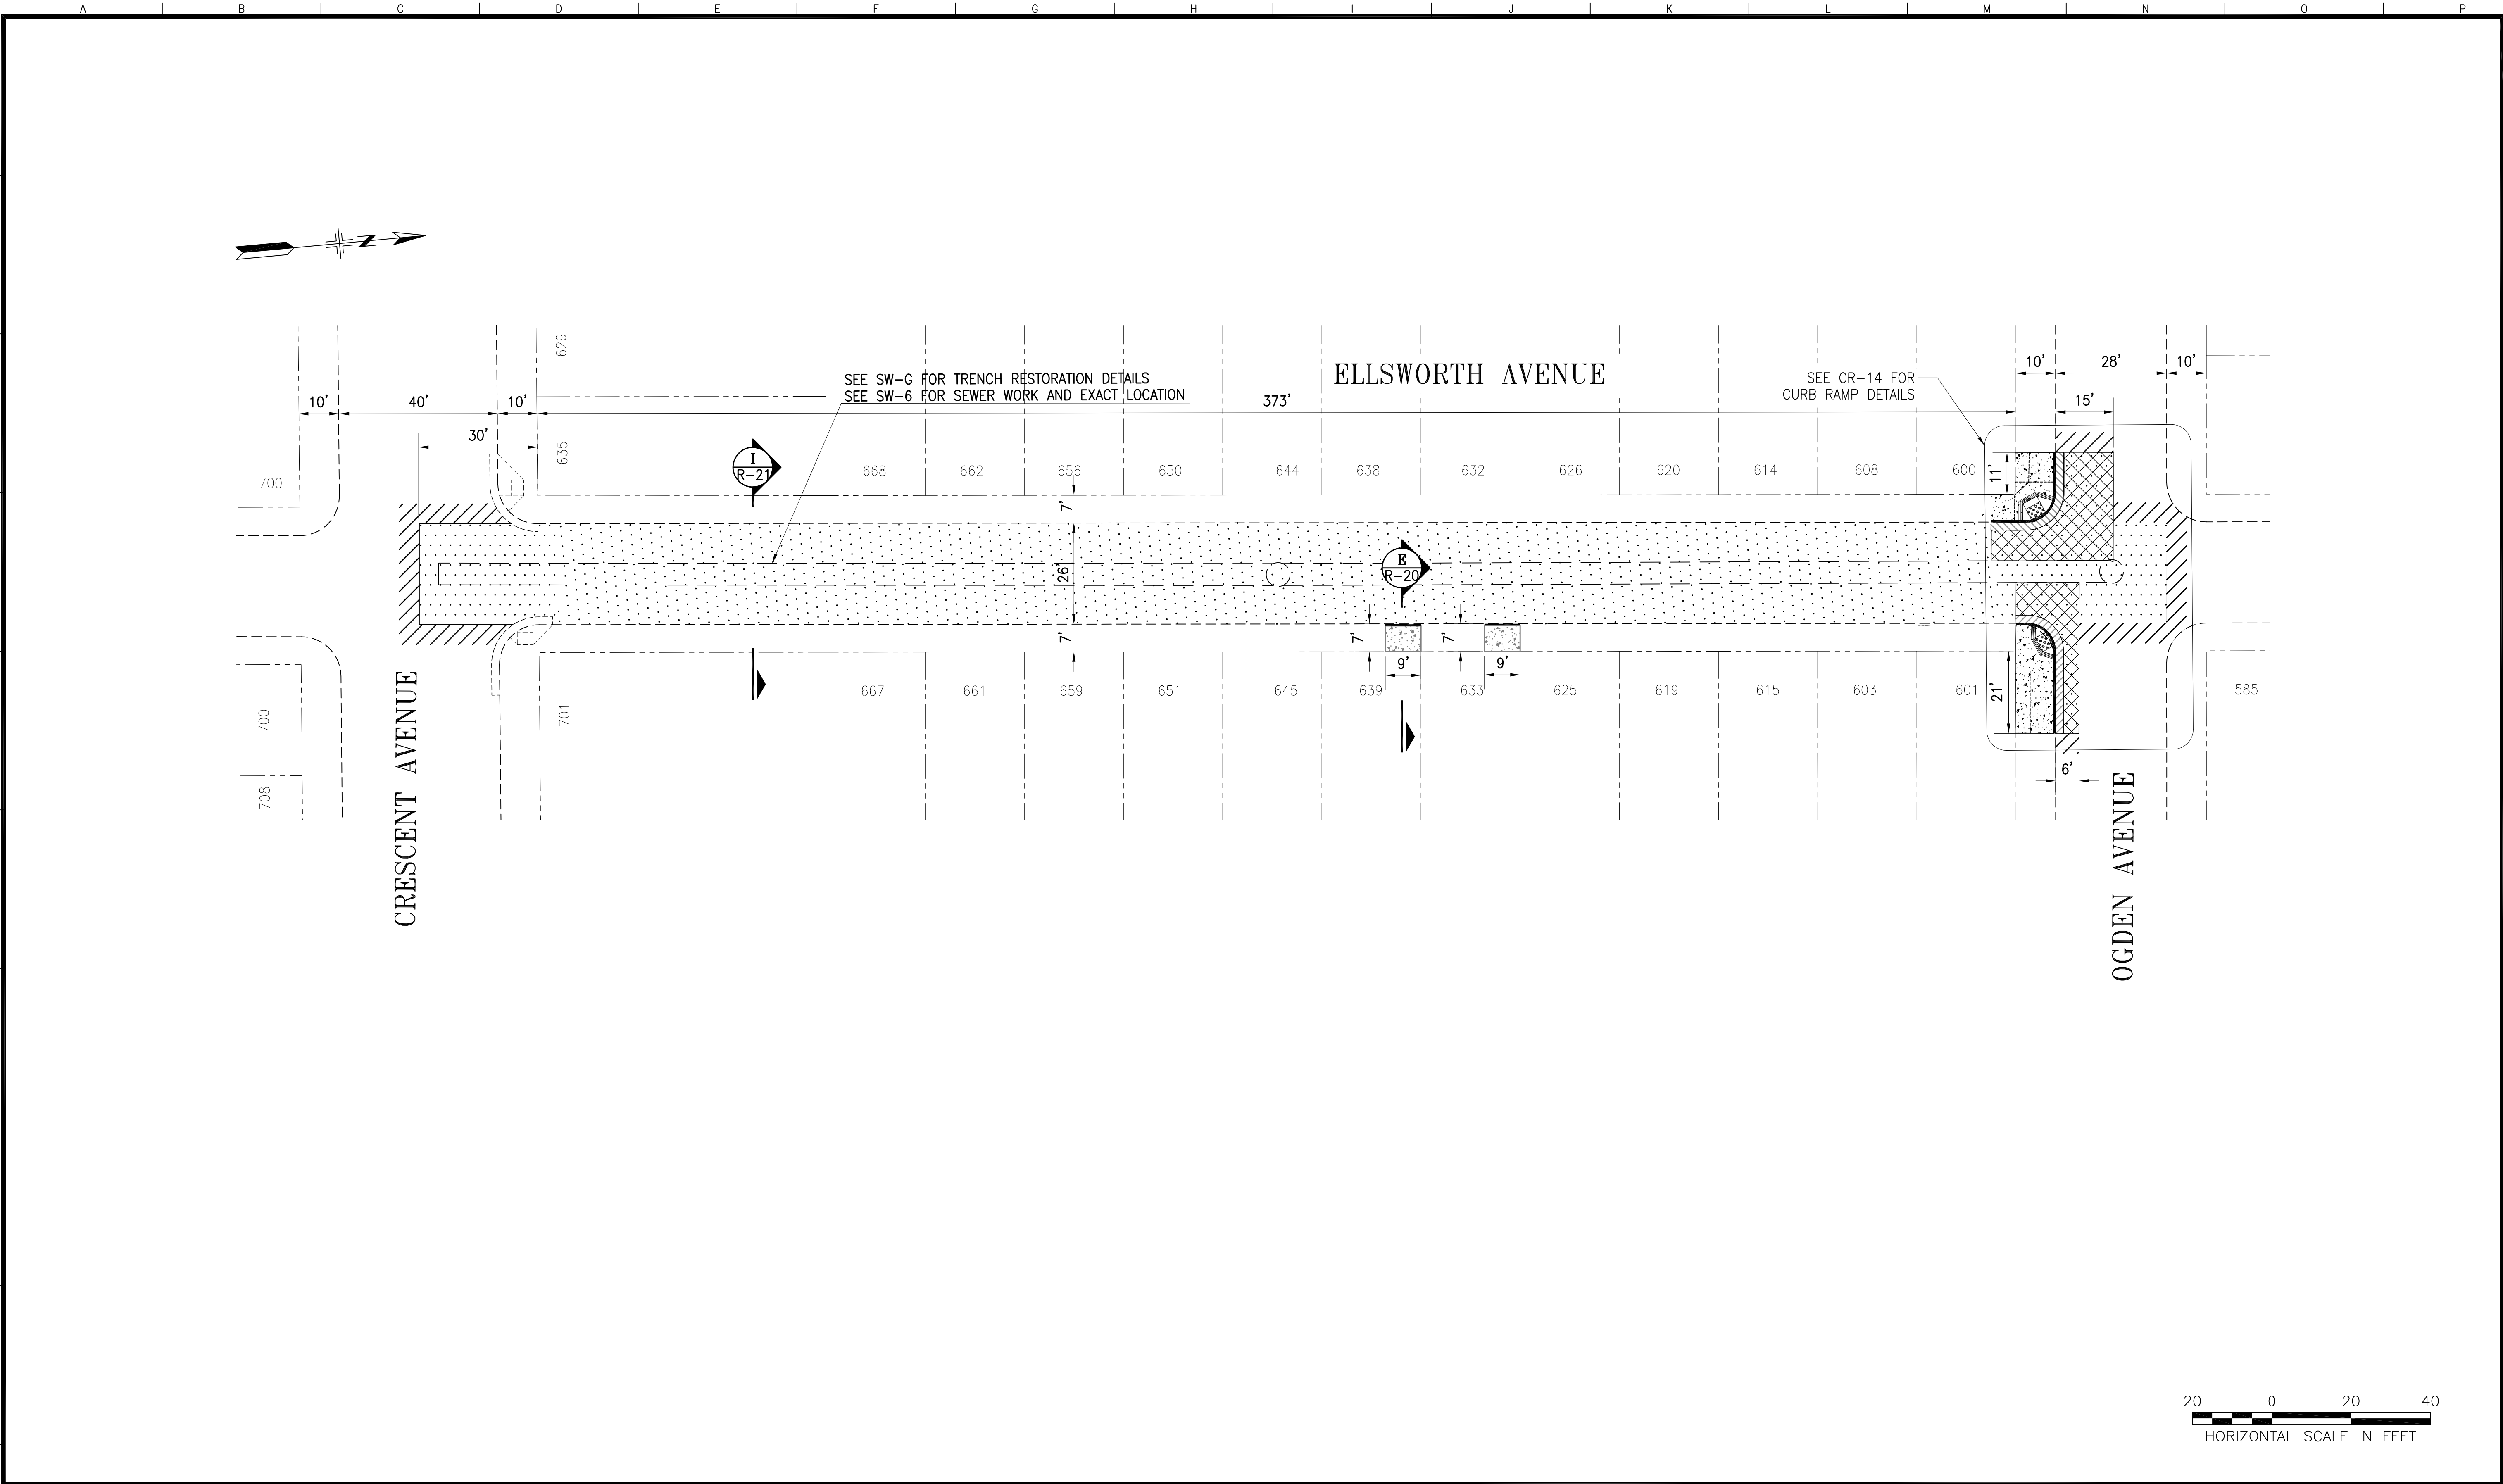 A B C D E F G H I J K L M N O P
629
ELLSWORTH AVENUE
SEE SW-G FOR TRENCH RESTORATION DETAILS
SEE SW-6 FOR SEWER WORK AND EXACT LOCATION
SEE CR-14 FOR
CURB RAMP DETAILS
10' 40' 10' 373' 10' 28' 10'
30' 15'
635
I
R-21
700 668 662 656 650 644 638 632 626 620 614 608 600
11'
7'
26'
E
R-20
7' 7' 7'
9' 9'
667 661 659 651 645 639 633 625 619 615 603 601 585
21'
700
701
708
6'
CRESCENT AVENUE
OGDEN AVENUE
N
20 0 20 40
HORIZONTAL SCALE IN FEET